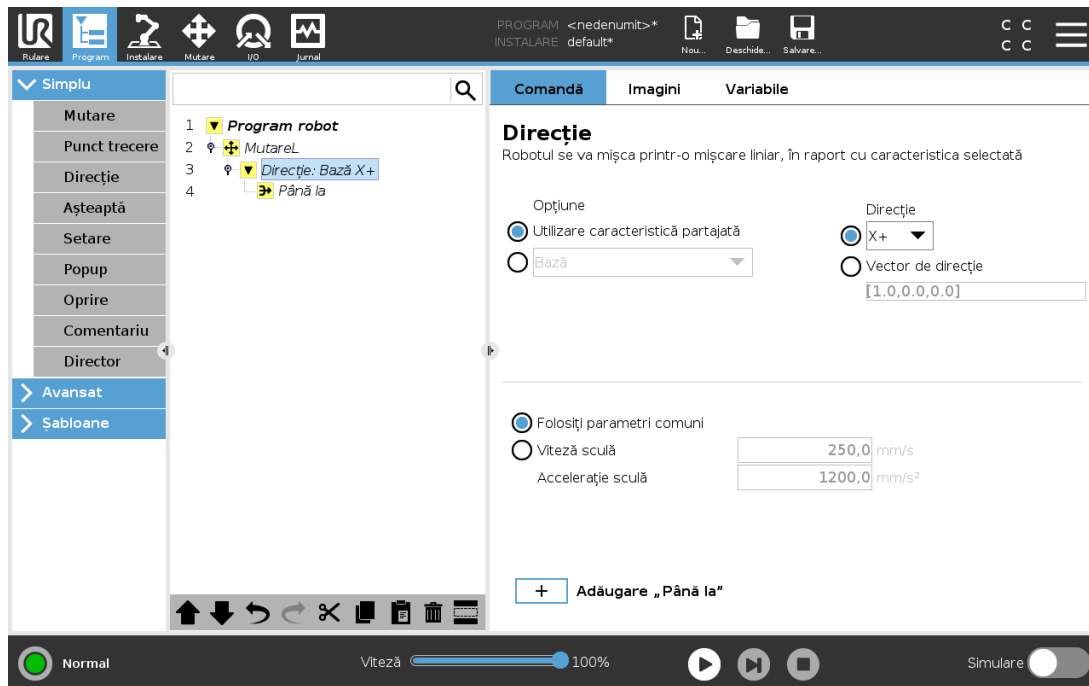 PROGRAM <nedenumit>*
INSTALARE default*
Rulare Program Instalare Mutare I/O Jurnal Nou... Deschide... Salvare...
C C
C C
Simplu
Mutare
Punct trecere
Direcție
Așteaptă
Setare
Popup
Oprire
Comentariu
Director
Avansat
Șabloane
1 Program robot
2 MutareL
3 Direcție: Bază X+
4 Până la
Comandă Imagini Variabile
Direcție
Robotul se va mișca printr-o mișcare liniar, în raport cu caracteristica selectată
Opțiune
Utilizare caracteristică partajată
Bază
Direcție
X+
Vector de direcție
[1.0,0.0,0.0]
Folosiți parametri comuni
Viteză sculă 250,0 mm/s
Accelerație sculă 1200,0 mm/s²
+ Adăugare „Până la”
Normal Viteză 100% Simulare